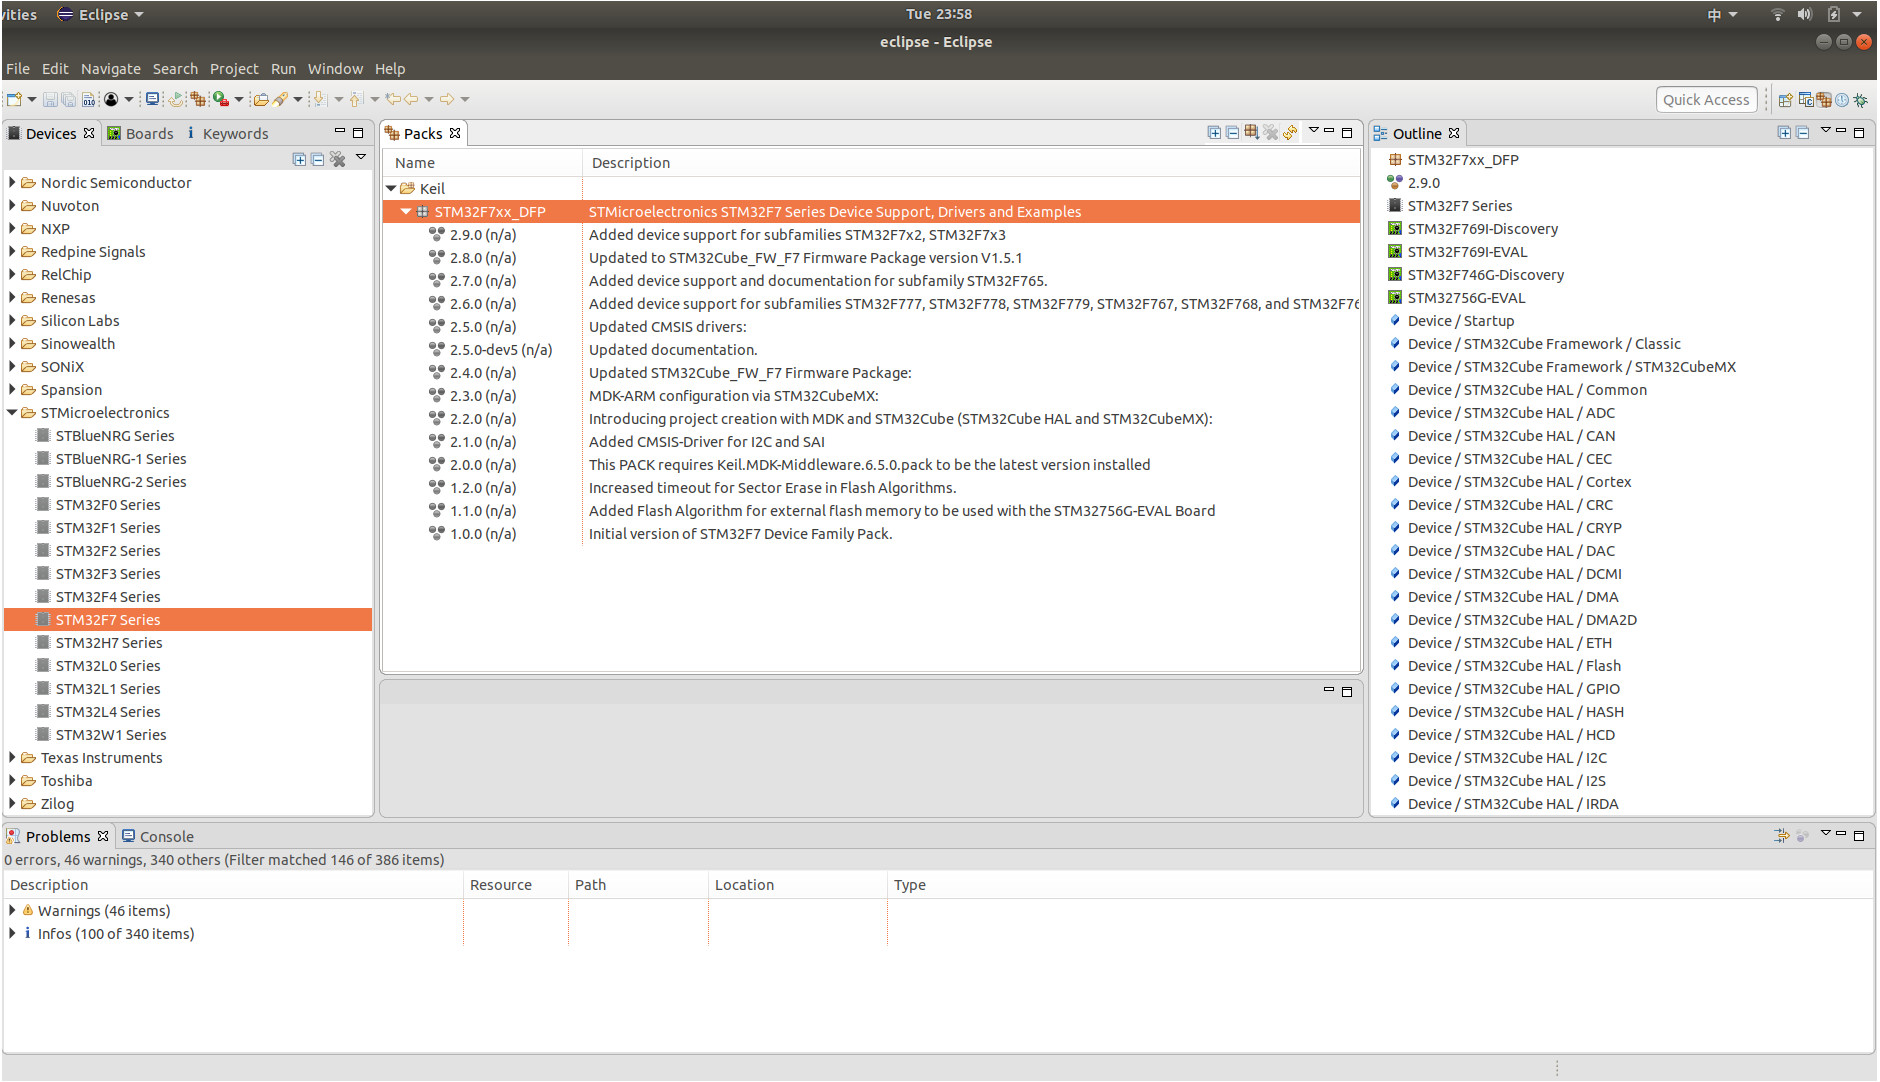 vities Eclipse Tue 23:58 中
eclipse - Eclipse
File Edit Navigate Search Project Run Window Help
Quick Access
Devices Boards Keywords
Nordic Semiconductor
Nuvoton
NXP
Redpine Signals
RelChip
Renesas
Silicon Labs
Sinowealth
SONiX
Spansion
STMicroelectronics
STBlueNRG Series
STBlueNRG-1 Series
STBlueNRG-2 Series
STM32F0 Series
STM32F1 Series
STM32F2 Series
STM32F3 Series
STM32F4 Series
STM32F7 Series
STM32H7 Series
STM32L0 Series
STM32L1 Series
STM32L4 Series
STM32W1 Series
Texas Instruments
Toshiba
Zilog
Packs
Name Description
Keil
STM32F7xx_DFP STMicroelectronics STM32F7 Series Device Support, Drivers and Examples
2.9.0 (n/a) Added device support for subfamilies STM32F7x2, STM32F7x3
2.8.0 (n/a) Updated to STM32Cube_FW_F7 Firmware Package version V1.5.1
2.7.0 (n/a) Added device support and documentation for subfamily STM32F765.
2.6.0 (n/a) Added device support for subfamilies STM32F777, STM32F778, STM32F779, STM32F767, STM32F768, and STM32F76
2.5.0 (n/a) Updated CMSIS drivers:
2.5.0-dev5 (n/a) Updated documentation.
2.4.0 (n/a) Updated STM32Cube_FW_F7 Firmware Package:
2.3.0 (n/a) MDK-ARM configuration via STM32CubeMX:
2.2.0 (n/a) Introducing project creation with MDK and STM32Cube (STM32Cube HAL and STM32CubeMX):
2.1.0 (n/a) Added CMSIS-Driver for I2C and SAI
2.0.0 (n/a) This PACK requires Keil.MDK-Middleware.6.5.0.pack to be the latest version installed
1.2.0 (n/a) Increased timeout for Sector Erase in Flash Algorithms.
1.1.0 (n/a) Added Flash Algorithm for external flash memory to be used with the STM32756G-EVAL Board
1.0.0 (n/a) Initial version of STM32F7 Device Family Pack.
Outline
STM32F7xx_DFP
2.9.0
STM32F7 Series
STM32F769I-Discovery
STM32F769I-EVAL
STM32F746G-Discovery
STM32756G-EVAL
Device / Startup
Device / STM32Cube Framework / Classic
Device / STM32Cube Framework / STM32CubeMX
Device / STM32Cube HAL / Common
Device / STM32Cube HAL / ADC
Device / STM32Cube HAL / CAN
Device / STM32Cube HAL / CEC
Device / STM32Cube HAL / Cortex
Device / STM32Cube HAL / CRC
Device / STM32Cube HAL / CRYP
Device / STM32Cube HAL / DAC
Device / STM32Cube HAL / DCMI
Device / STM32Cube HAL / DMA
Device / STM32Cube HAL / DMA2D
Device / STM32Cube HAL / ETH
Device / STM32Cube HAL / Flash
Device / STM32Cube HAL / GPIO
Device / STM32Cube HAL / HASH
Device / STM32Cube HAL / HCD
Device / STM32Cube HAL / I2C
Device / STM32Cube HAL / I2S
Device / STM32Cube HAL / IRDA
Problems Console
0 errors, 46 warnings, 340 others (Filter matched 146 of 386 items)
Description Resource Path Location Type
Warnings (46 items)
Infos (100 of 340 items)